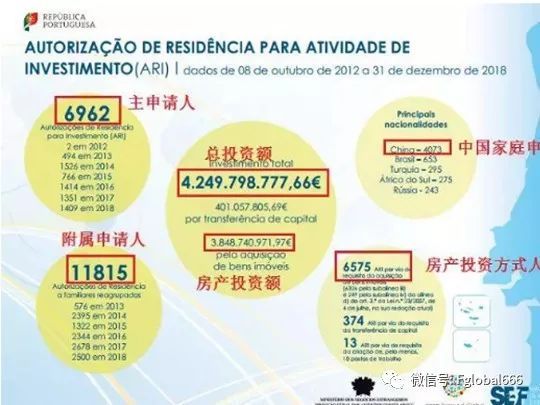 REPÚBLICA
PORTUGUESA
AUTORIZAÇÃO DE RESIDÊNCIA PARA ATIVIDADE DE
INVESTIMENTO(ARI) | dados de 08 de outubro de 2012 a 31 de dezembro de 2018
6962
主申请人
Autorizações de Residência
para Investimento (ARI)
2 em 2012
494 em 2013
1526 em 2014
766 em 2015
1414 em 2016
1351 em 2017
1409 em 2018
附属申请人
11815
Autorizações de Residência
a familiares reagrupados
576 em 2013
2395 em 2014
1322 em 2015
2344 em 2016
2678 em 2017
2500 em 2018
总投资额
Investimento total
4.249.798.777,66€
401.057.805,69€
por transferência de capital
3.848.740.971,97€
pela aquisição
de bens imóveis
房产投资额
Principais
nacionalidades
China = 4073
中国家庭申
Brasil = 653
Turquia = 295
África do Sul = 275
Rússia - 243
6575 ARI por via do
requisito da aquisição
房产投资方式人
de bens imóveis
374
ARI por via do requisito
da transferência de capital
13 ARI por via do requisito
da criação de, pelo menos,
10 postos de trabalho
MINISTÉRIO DOS NEGÓCIOS ESTRANGEIROS
SEF